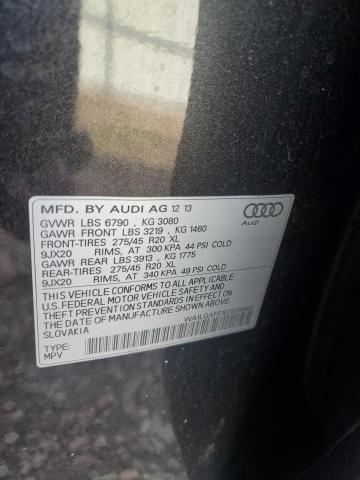 MFD. BY AUDI AG 12 13
GVWR LBS 6790 , KG 3080
GAWR FRONT LBS 3219 , KG 1460
FRONT-TIRES 275/45 R20 XL
9JX20 RIMS, AT 300 KPA 44 PSI COLD
GAWR REAR LBS 3913 , KG 1775
REAR-TIRES 275/45 R20 XL
9JX20 RIMS, AT 340 KPA 49 PSI COLD
THIS VEHICLE CONFORMS TO ALL APPLICABLE
U.S. FEDERAL MOTOR VEHICLE SAFETY AND
THEFT PREVENTION STANDARDS IN EFFECT ON
THE DATE OF MANUFACTURE SHOWN ABOVE.
SLOVAKIA
TYPE:
MPV
Audi